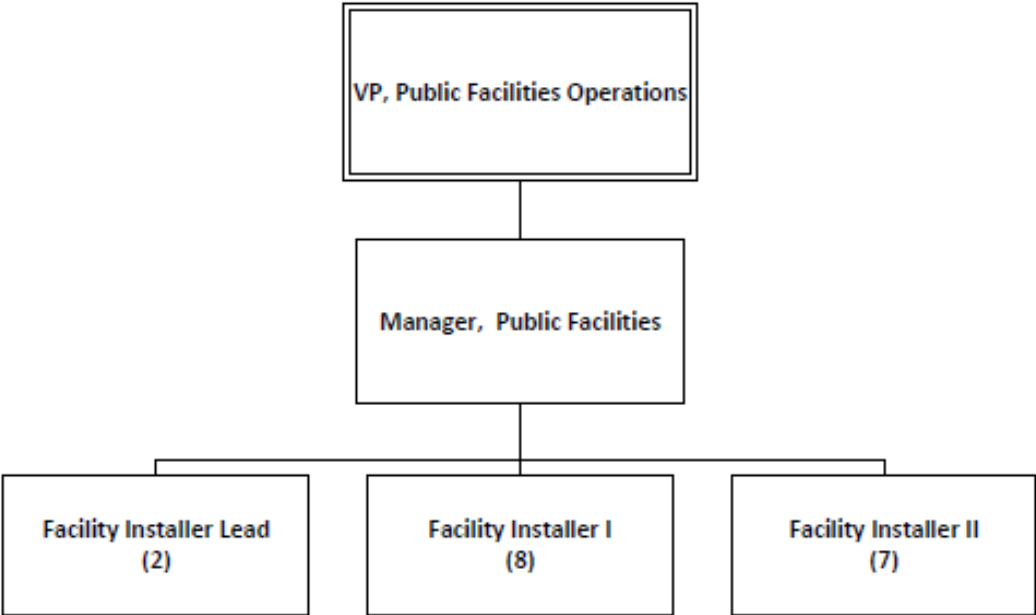 VP, Public Facilities Operations
Manager,  Public Facilities
Facility Installer Lead
(2)
Facility Installer I
(8)
Facility Installer II
(7)